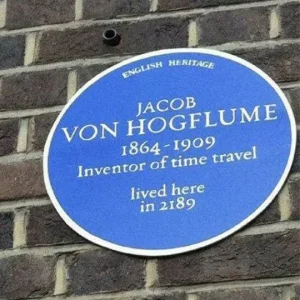 ENGLISH HERITAGE
JACOB
VON HOGFLUME
1864-1909
Inventor of time travel
lived here
in 2189